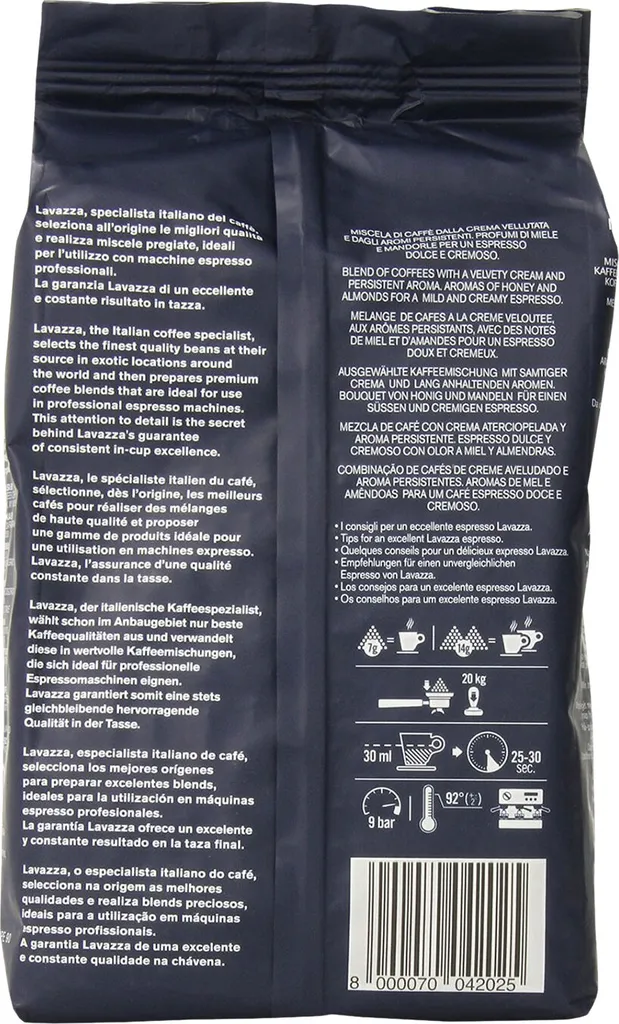 Lavazza, specialista italiano del caffè,
seleziona all'origine le migliori qualità
e realizza miscele pregiate, ideali
per l'utilizzo con macchine espresso
professionali.
La garanzia Lavazza di un eccellente
e costante risultato in tazza.
Lavazza, the Italian coffee specialist,
selects the finest quality beans at their
source in exotic locations around
the world and then prepares premium
coffee blends that are ideal for use
in professional espresso machines.
This attention to detail is the secret
behind Lavazza's guarantee
of consistent in-cup excellence.
Lavazza, le spécialiste italien du café,
sélectionne, dès l'origine, les meilleurs
cafés pour réaliser des mélanges
de haute qualité et proposer
une gamme de produits idéale pour
une utilisation en machines expresso.
Lavazza, l'assurance d'une qualité
constante dans la tasse.
Lavazza, der italienische Kaffeespezialist,
wählt schon im Anbaugebiet nur beste
Kaffeequalitäten aus und verwandelt
diese in wertvolle Kaffeemischungen,
die sich ideal für professionelle
Espressomaschinen eignen.
Lavazza garantiert somit eine stets
gleichbleibende hervorragende
Qualität in der Tasse.
Lavazza, especialista italiano de café,
selecciona los mejores orígenes
para preparar excelentes blends,
ideales para la utilización en máquinas
espresso profesionales.
La garantía Lavazza ofrece un excelente
y constante resultado en la taza final.
Lavazza, o especialista italiano do café,
selecciona na origem as melhores
qualidades e realiza blends preciosos,
ideais para a utilização em máquinas
espresso profissionais.
A garantia Lavazza de uma excelente
e constante qualidade na chávena.
MISCELA DI CAFFÈ DALLA CREMA VELLUTATA
E DAGLI AROMI PERSISTENTI. PROFUMI DI MIELE
E MANDORLE PER UN ESPRESSO
DOLCE E CREMOSO.
BLEND OF COFFEES WITH A VELVETY CREAM AND
PERSISTENT AROMA. AROMAS OF HONEY AND
ALMONDS FOR A MILD AND CREAMY ESPRESSO.
MELANGE DE CAFES A LA CREME VELOUTEE,
AUX ARÔMES PERSISTANTS, AVEC DES NOTES
DE MIEL ET D'AMANDES POUR UN ESPRESSO
DOUX ET CREMEUX.
AUSGEWÄHLTE KAFFEEMISCHUNG MIT SAMTIGER
CREMA UND LANG ANHALTENDEN AROMEN.
BOUQUET VON HONIG UND MANDELN FÜR EINEN
SÜSSEN UND CREMIGEN ESPRESSO.
MEZCLA DE CAFÉ CON CREMA ATERCIOPELADA Y
AROMA PERSISTENTE. ESPRESSO DULCE Y
CREMOSO CON OLOR A MIEL Y ALMENDRAS.
COMBINAÇÃO DE CAFÉS DE CREME AVELUDADO E
AROMA PERSISTENTES. AROMAS DE MEL E
AMÊNDOAS PARA UM CAFÉ ESPRESSO DOCE E
CREMOSO.
• I consigli per un eccellente espresso Lavazza.
• Tips for an excellent Lavazza espresso.
• Quelques conseils pour un délicieux expresso Lavazza.
• Empfehlungen für einen unvergleichlichen
Espresso von Lavazza.
• Los consejos para un excelente espresso Lavazza.
• Os conselhos para um excelente espresso Lavazza.
7g = 14g =
20 kg
30 ml 25-30
sec.
9 bar 92° (±2°)
8 000070 042025